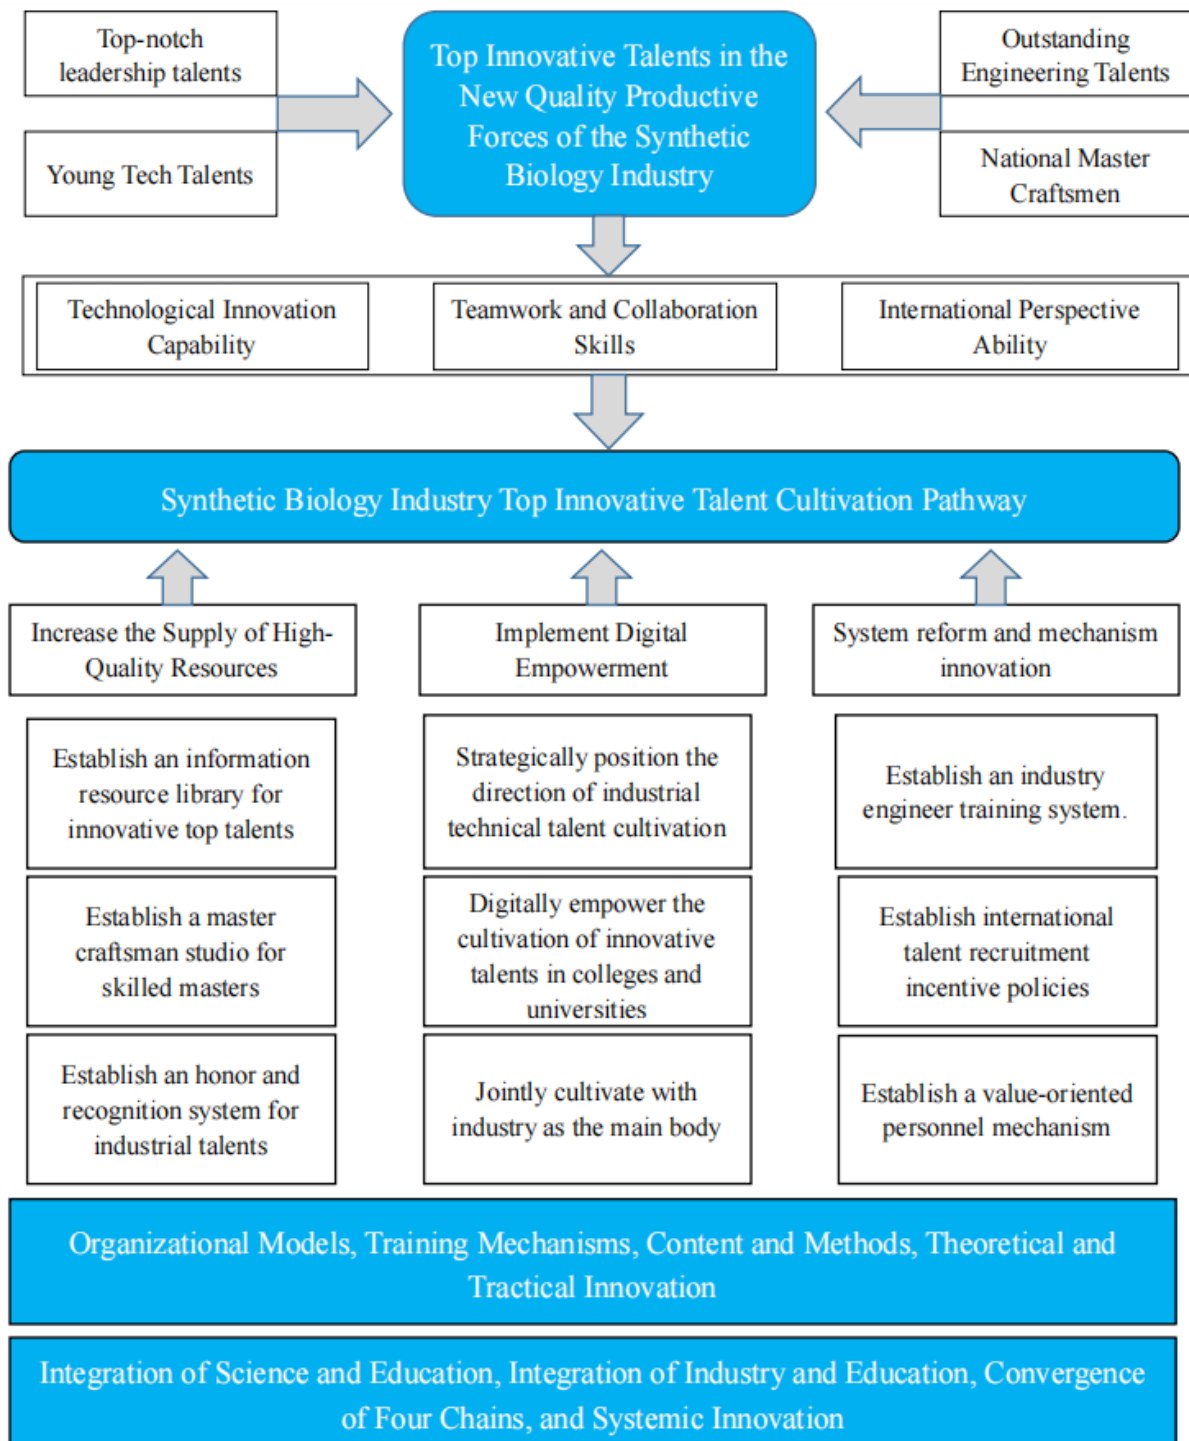 Top-notch
leadership talents
Young Tech Talents
Top Innovative Talents in the
New Quality Productive
Forces of the Synthetic
Biology Industry
Outstanding
Engineering Talents
National Master
Craftsmen
Technological Innovation
Capability
Teamwork and Collaboration
Skills
International Perspective
Ability
Synthetic Biology Industry Top Innovative Talent Cultivation Pathway
Increase the Supply of High-
Quality Resources
Establish an information
resource library for
innovative top talents
Establish a master
craftsman studio for
skilled masters
Establish an honor and
recognition system for
industrial talents
Implement Digital
Empowerment
Strategically position the
direction of industrial
technical talent cultivation
Digitally empower the
cultivation of innovative
talents in colleges and
universities
Jointly cultivate with
industry as the main body
System reform and mechanism
innovation
Establish an industry
engineer training system.
Establish international
talent recruitment
incentive policies
Establish a value-oriented
personnel mechanism
Organizational Models, Training Mechanisms, Content and Methods, Theoretical and
Tractical Innovation
Integration of Science and Education, Integration of Industry and Education, Convergence
of Four Chains, and Systemic Innovation